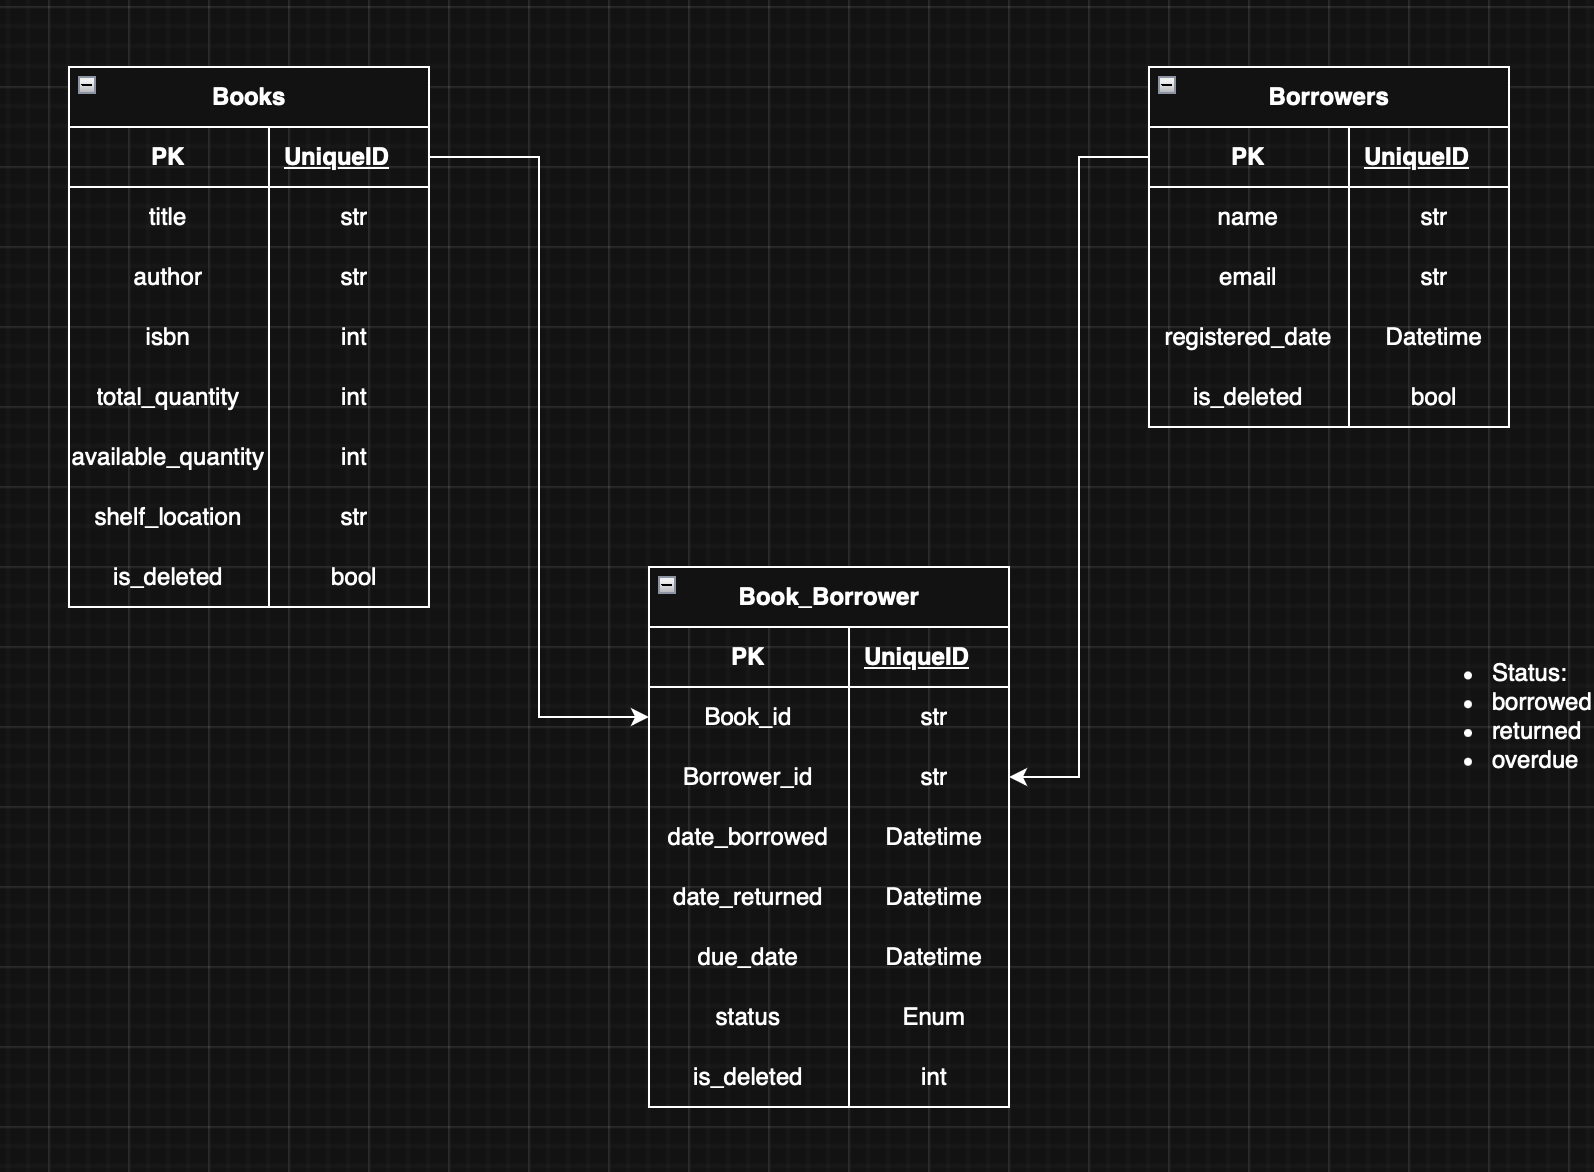 Books
PK UniqueID
title str
author str
isbn int
total_quantity int
available_quantity int
shelf_location str
is_deleted bool
Borrowers
PK UniqueID
name str
email str
registered_date Datetime
is_deleted bool
Book_Borrower
PK UniqueID
Book_id str
Borrower_id str
date_borrowed Datetime
date_returned Datetime
due_date Datetime
status Enum
is_deleted int
• Status:
• borrowed
• returned
• overdue